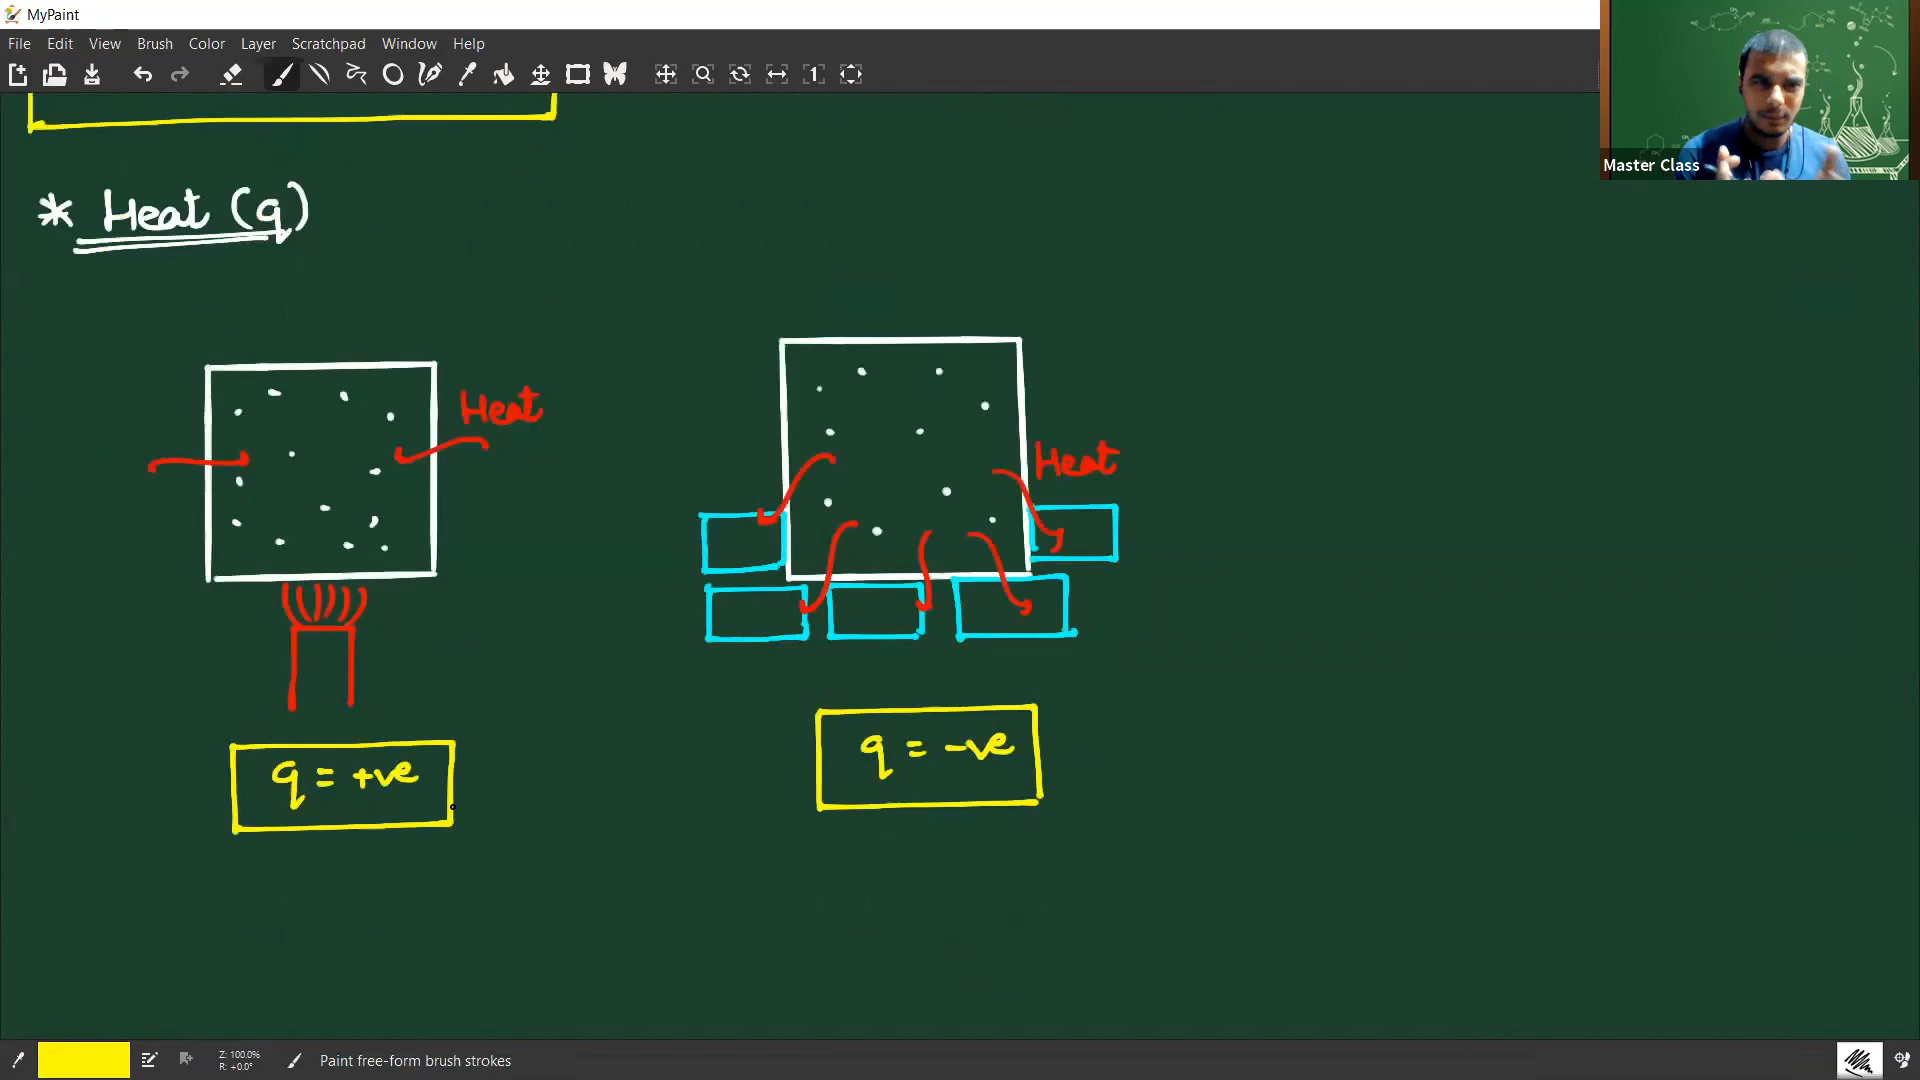 MyPaint
File Edit View Brush Color Layer Scratchpad Window Help
1
Master Class
* Heat (q)
Heat
Heat
q = +ve
q = -ve
Z: 100.0%
R: +0.0°
Paint free-form brush strokes